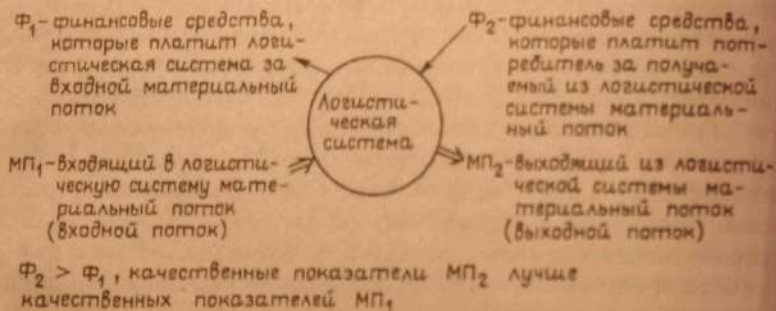 Ф₁-финансовые средства,
которые платит логи-
стическая система за
входной материальный
поток
Ф₂-финансовые средства,
которые платит пот-
ребитель за получа-
емый из логистической
системы материаль-
ный поток
Логисти-
ческая
система
МП₁-входящий в логисти-
ческую систему мате-
риальный поток
(входной поток)
МП₂-выходящий из логисти-
ческой системы ма-
териальный поток
(выходной поток)
Ф₂ > Ф₁, качественные показатели МП₂ лучше
качественных показателей МП₁